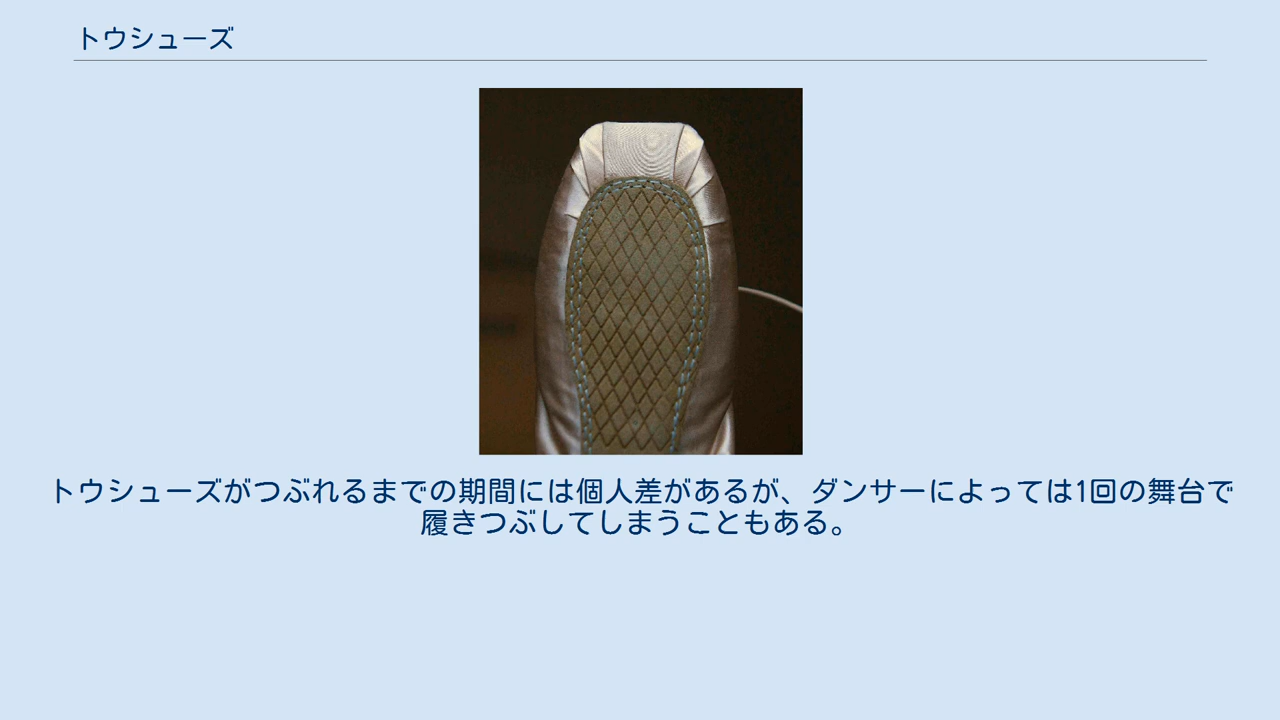 トウシューズ
トウシューズがつぶれるまでの期間には個人差があるが、ダンサーによっては1回の舞台で
履きつぶしてしまうこともある。